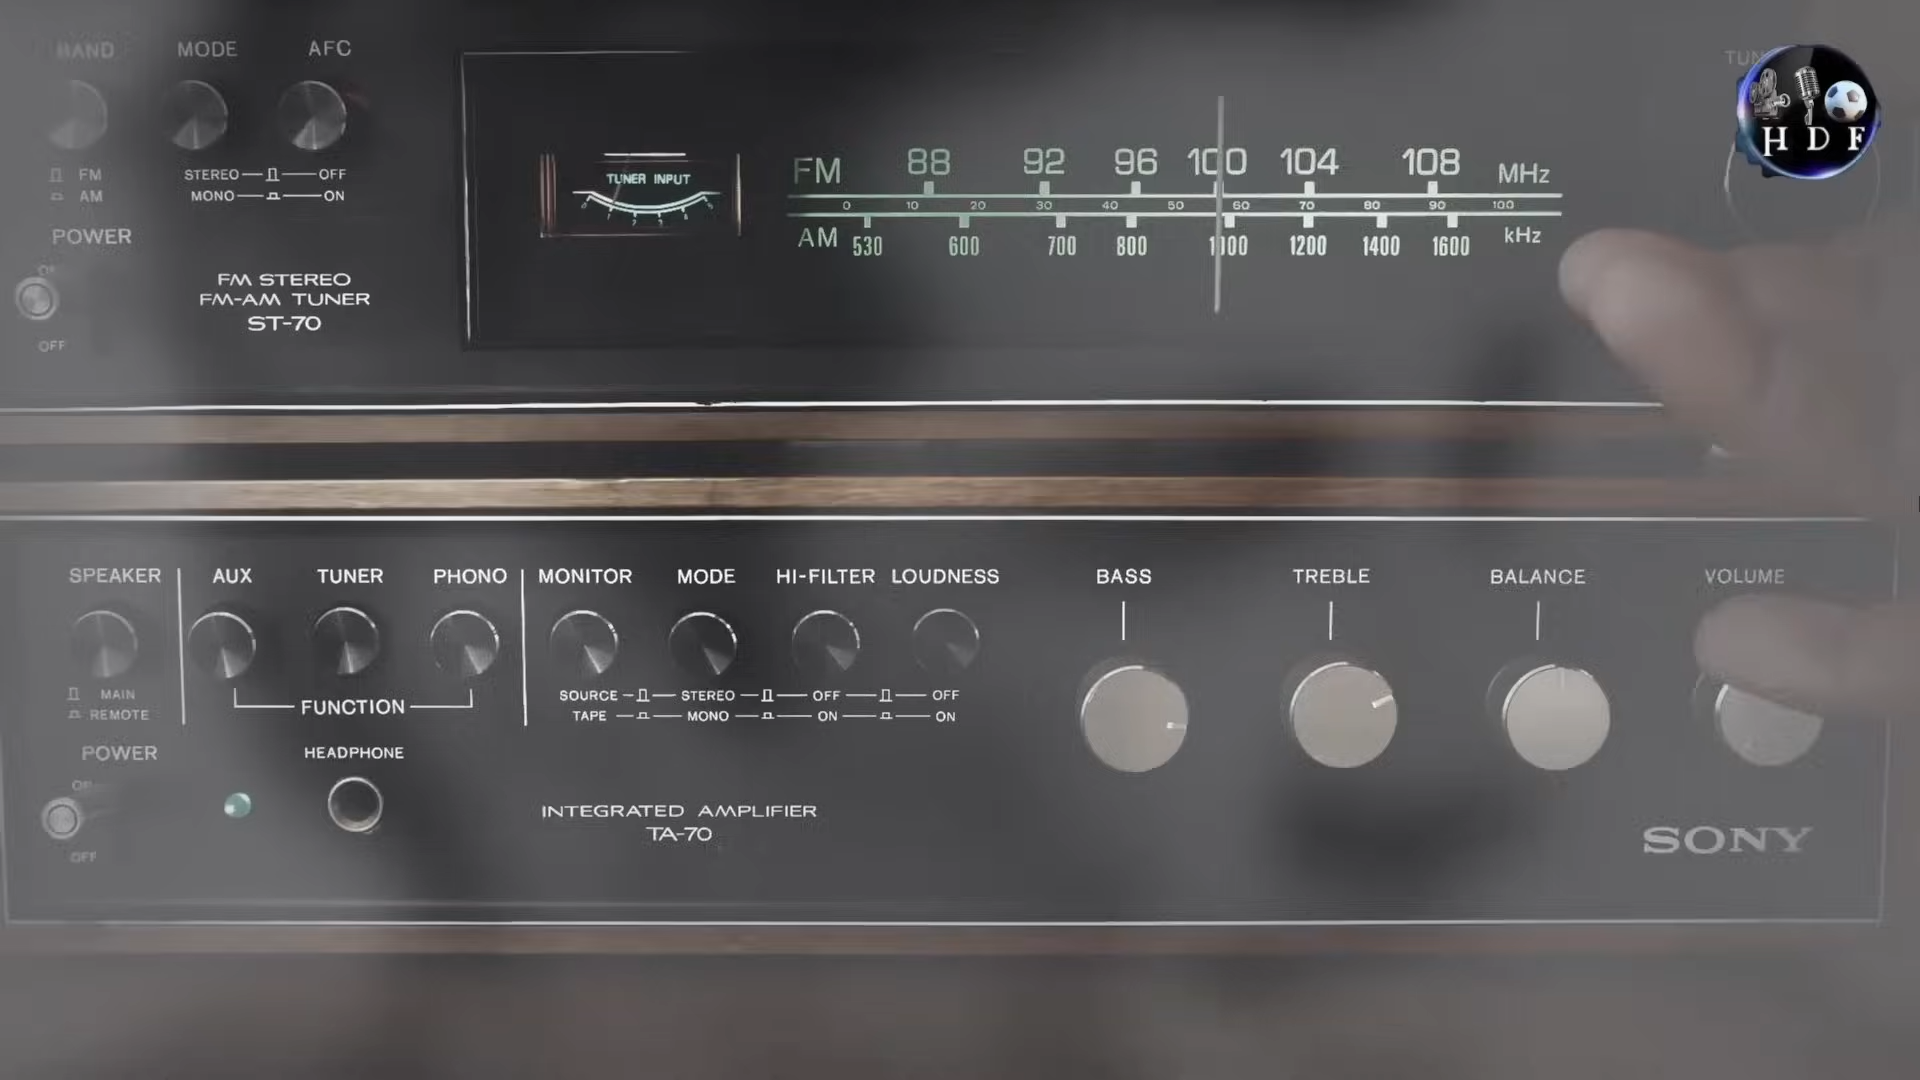 BAND MODE AFC
TUN
H D F
FM STEREO OFF
AM MONO ON
POWER
ON
OFF
FM STEREO
FM-AM TUNER
ST-70
TUNER INPUT
FM 88 92 96 100 104 108 MHz
0 10 20 30 40 50 60 70 80 90 100
AM 530 600 700 800 1000 1200 1400 1600 kHz
SPEAKER AUX TUNER PHONO MONITOR MODE HI-FILTER LOUDNESS BASS TREBLE BALANCE VOLUME
MAIN
REMOTE
FUNCTION
SOURCE STEREO OFF OFF
TAPE MONO ON ON
POWER
ON
OFF
HEADPHONE
INTEGRATED AMPLIFIER
TA-70
SONY